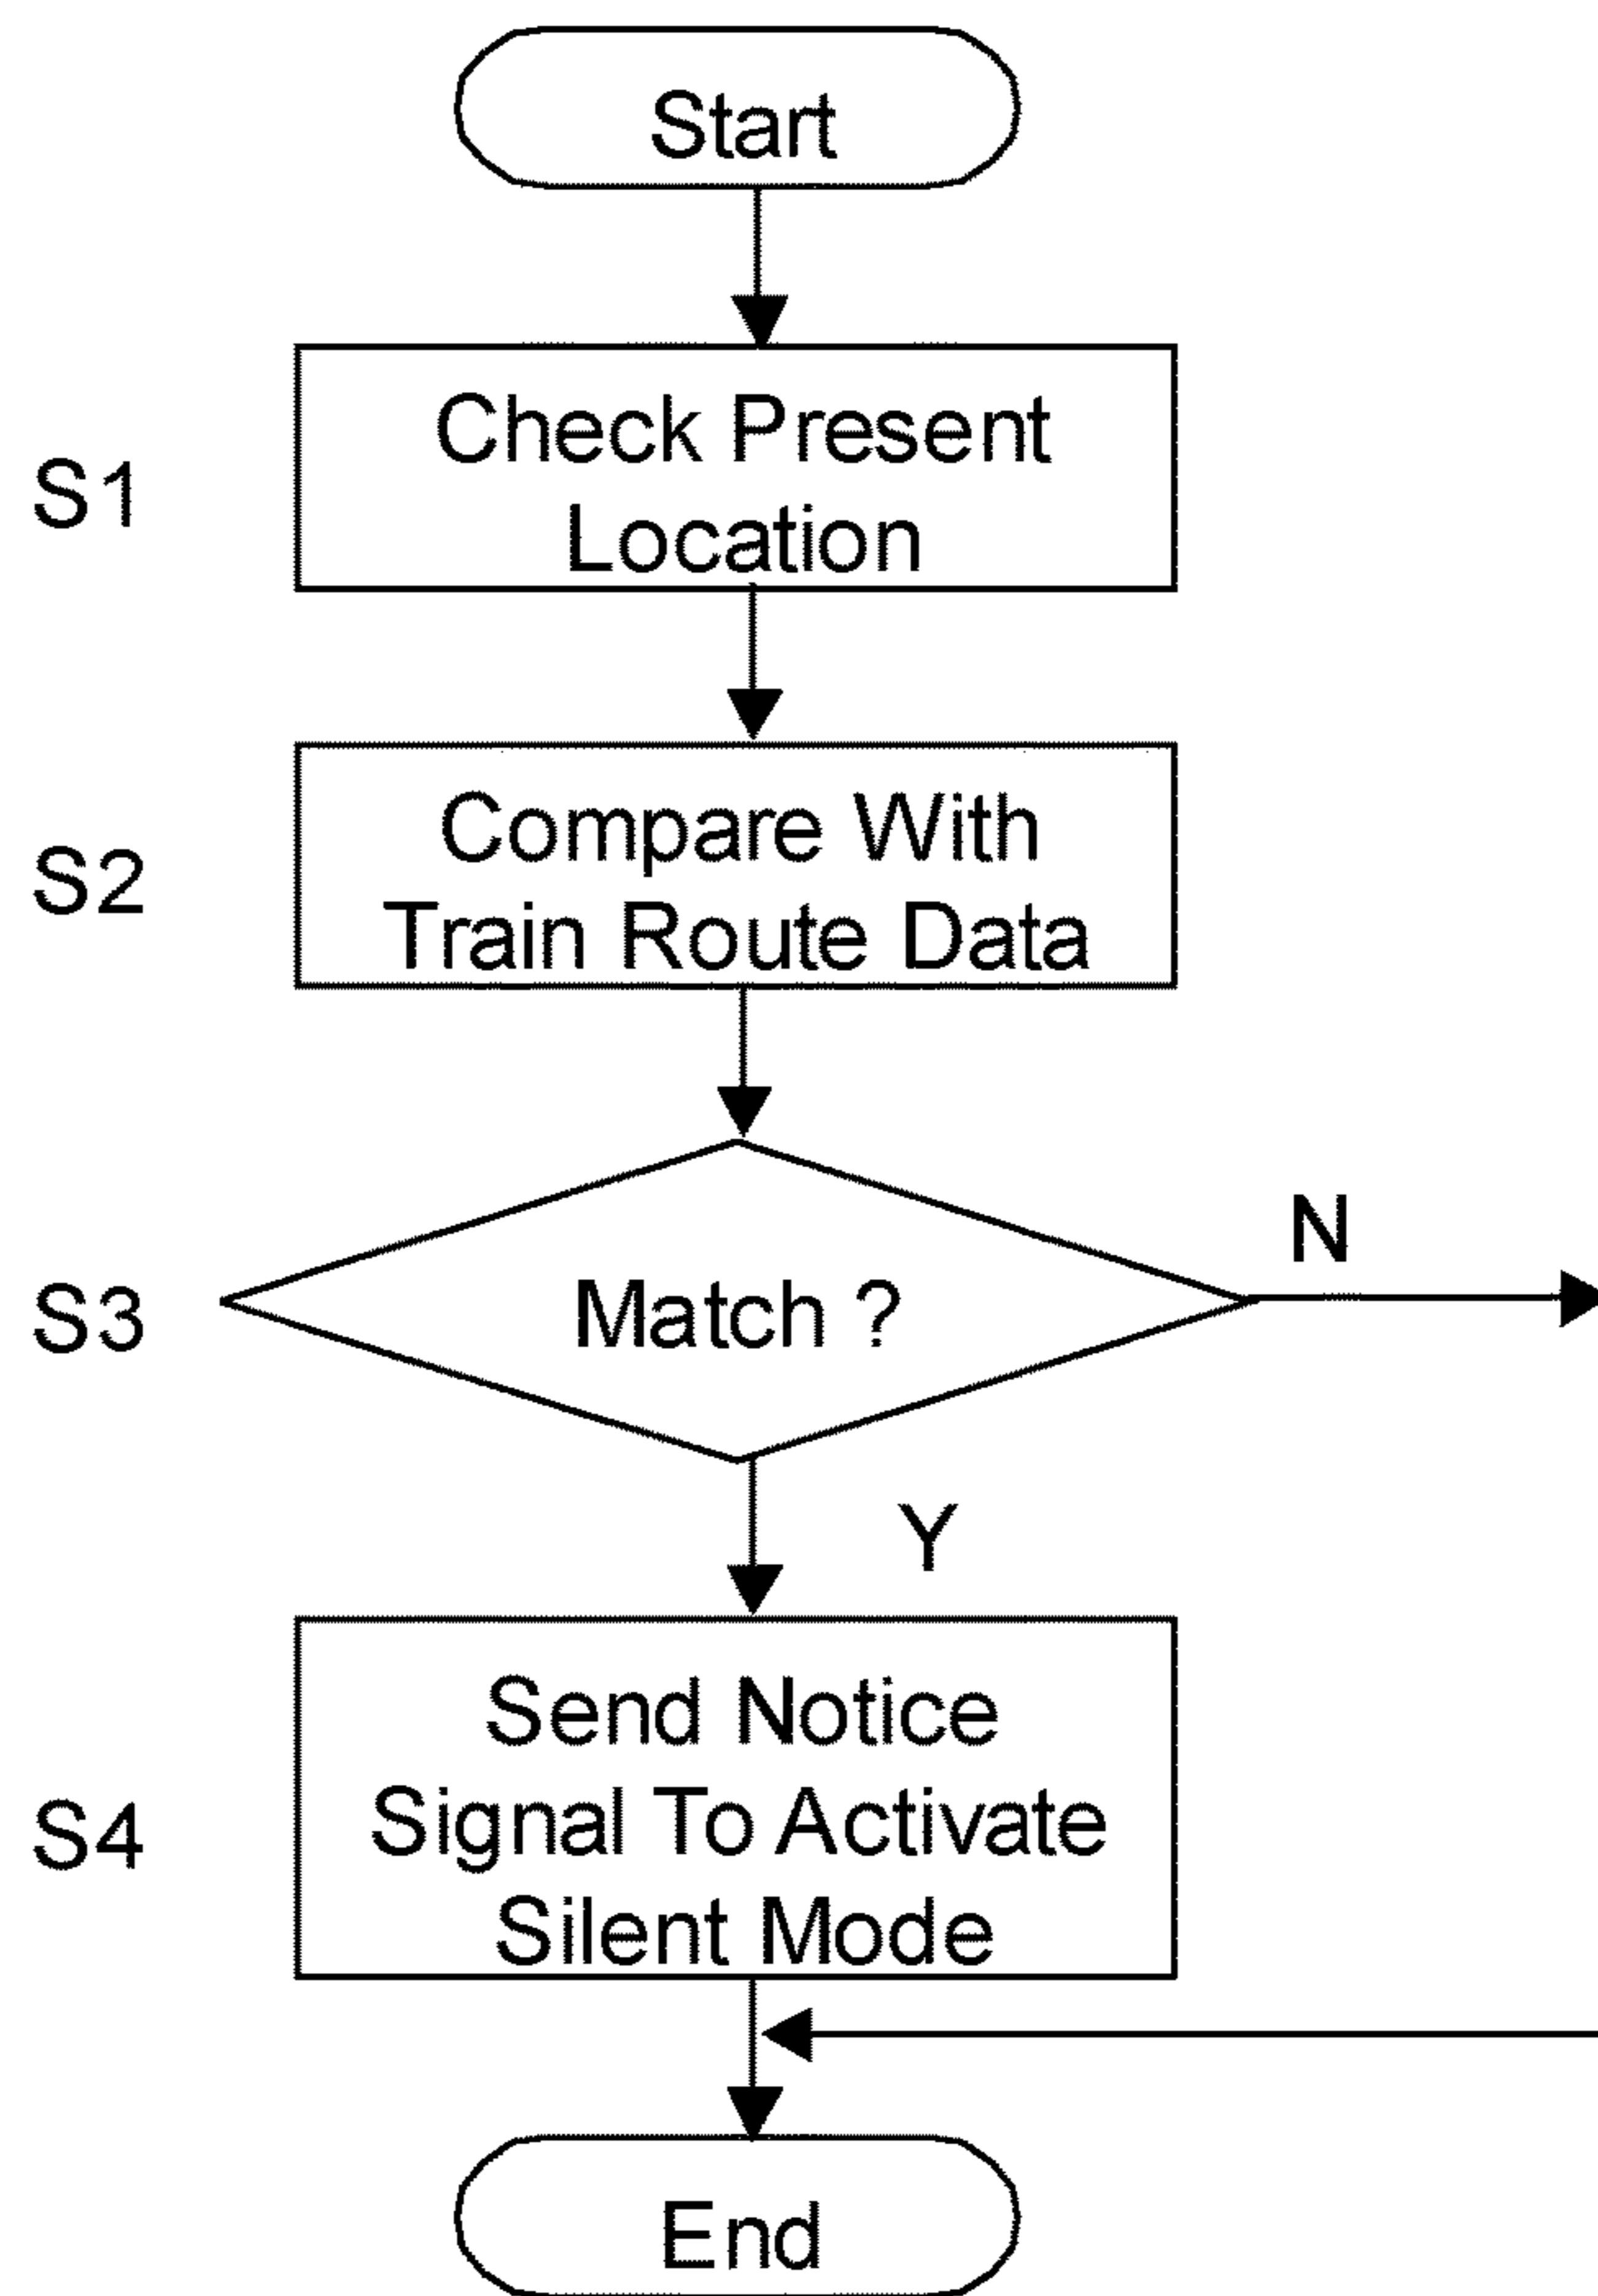 Start
S1
Check Present
Location
S2
Compare With
Train Route Data
S3
Match ?
N
Y
S4
Send Notice
Signal To Activate
Silent Mode
End